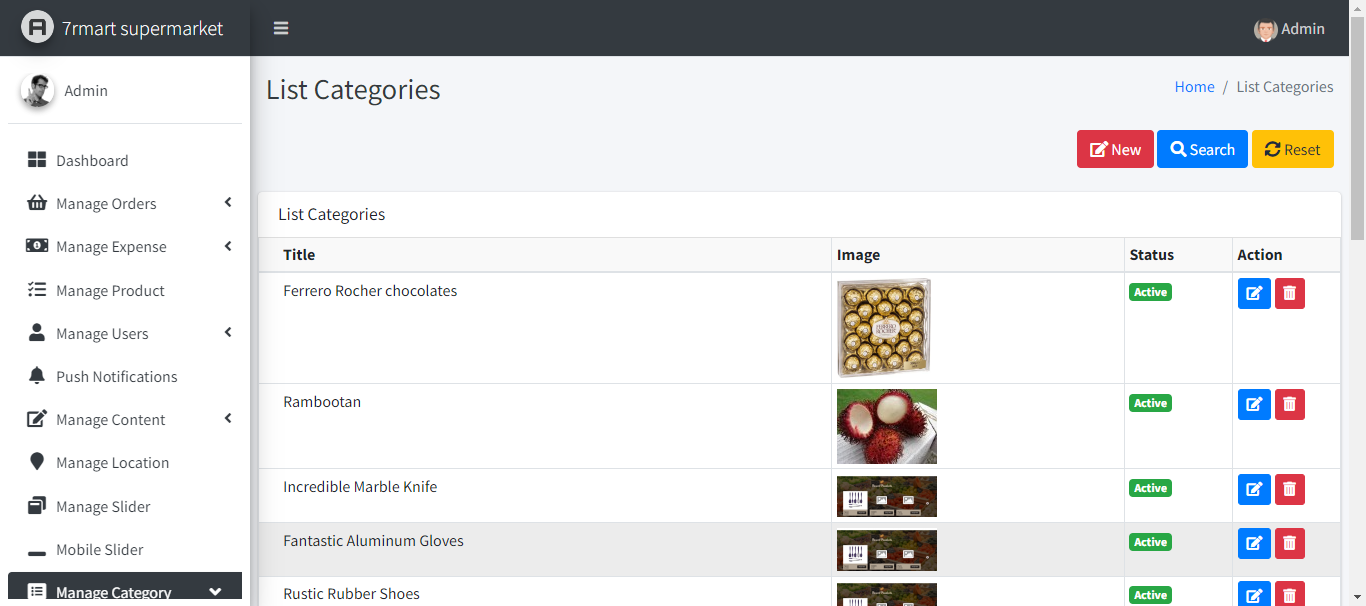 7rmart supermarket
Admin
Admin
List Categories
Home / List Categories
New
Search
Reset
Dashboard
Manage Orders
Manage Expense
Manage Product
Manage Users
Push Notifications
Manage Content
Manage Location
Manage Slider
Mobile Slider
Manage Category
List Categories
Title Image Status Action
Ferrero Rocher chocolates Active
FERRERO
ROCHER
Rambootan Active
Incredible Marble Knife Active
Fantastic Aluminum Gloves Active
Rustic Rubber Shoes Active